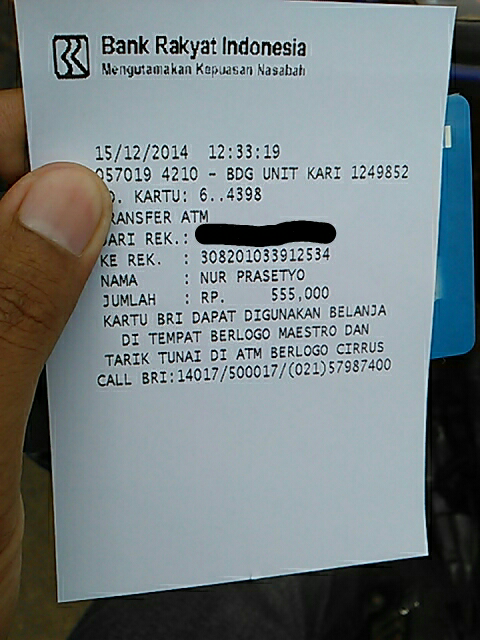 Bank Rakyat Indonesia
Mengutamakan Kepuasan Nasabah
15/12/2014 12:33:19
057019 4210 - BDG UNIT KARI 1249852
KARTU: 6..4398
TRANSFER ATM
DARI REK.:
KE REK. : 308201033912534
NAMA : NUR PRASETYO
JUMLAH : RP. 555,000
KARTU BRI DAPAT DIGUNAKAN BELANJA
DI TEMPAT BERLOGO MAESTRO DAN
TARIK TUNAI DI ATM BERLOGO CIRRUS
CALL BRI:14017/500017/(021)57987400